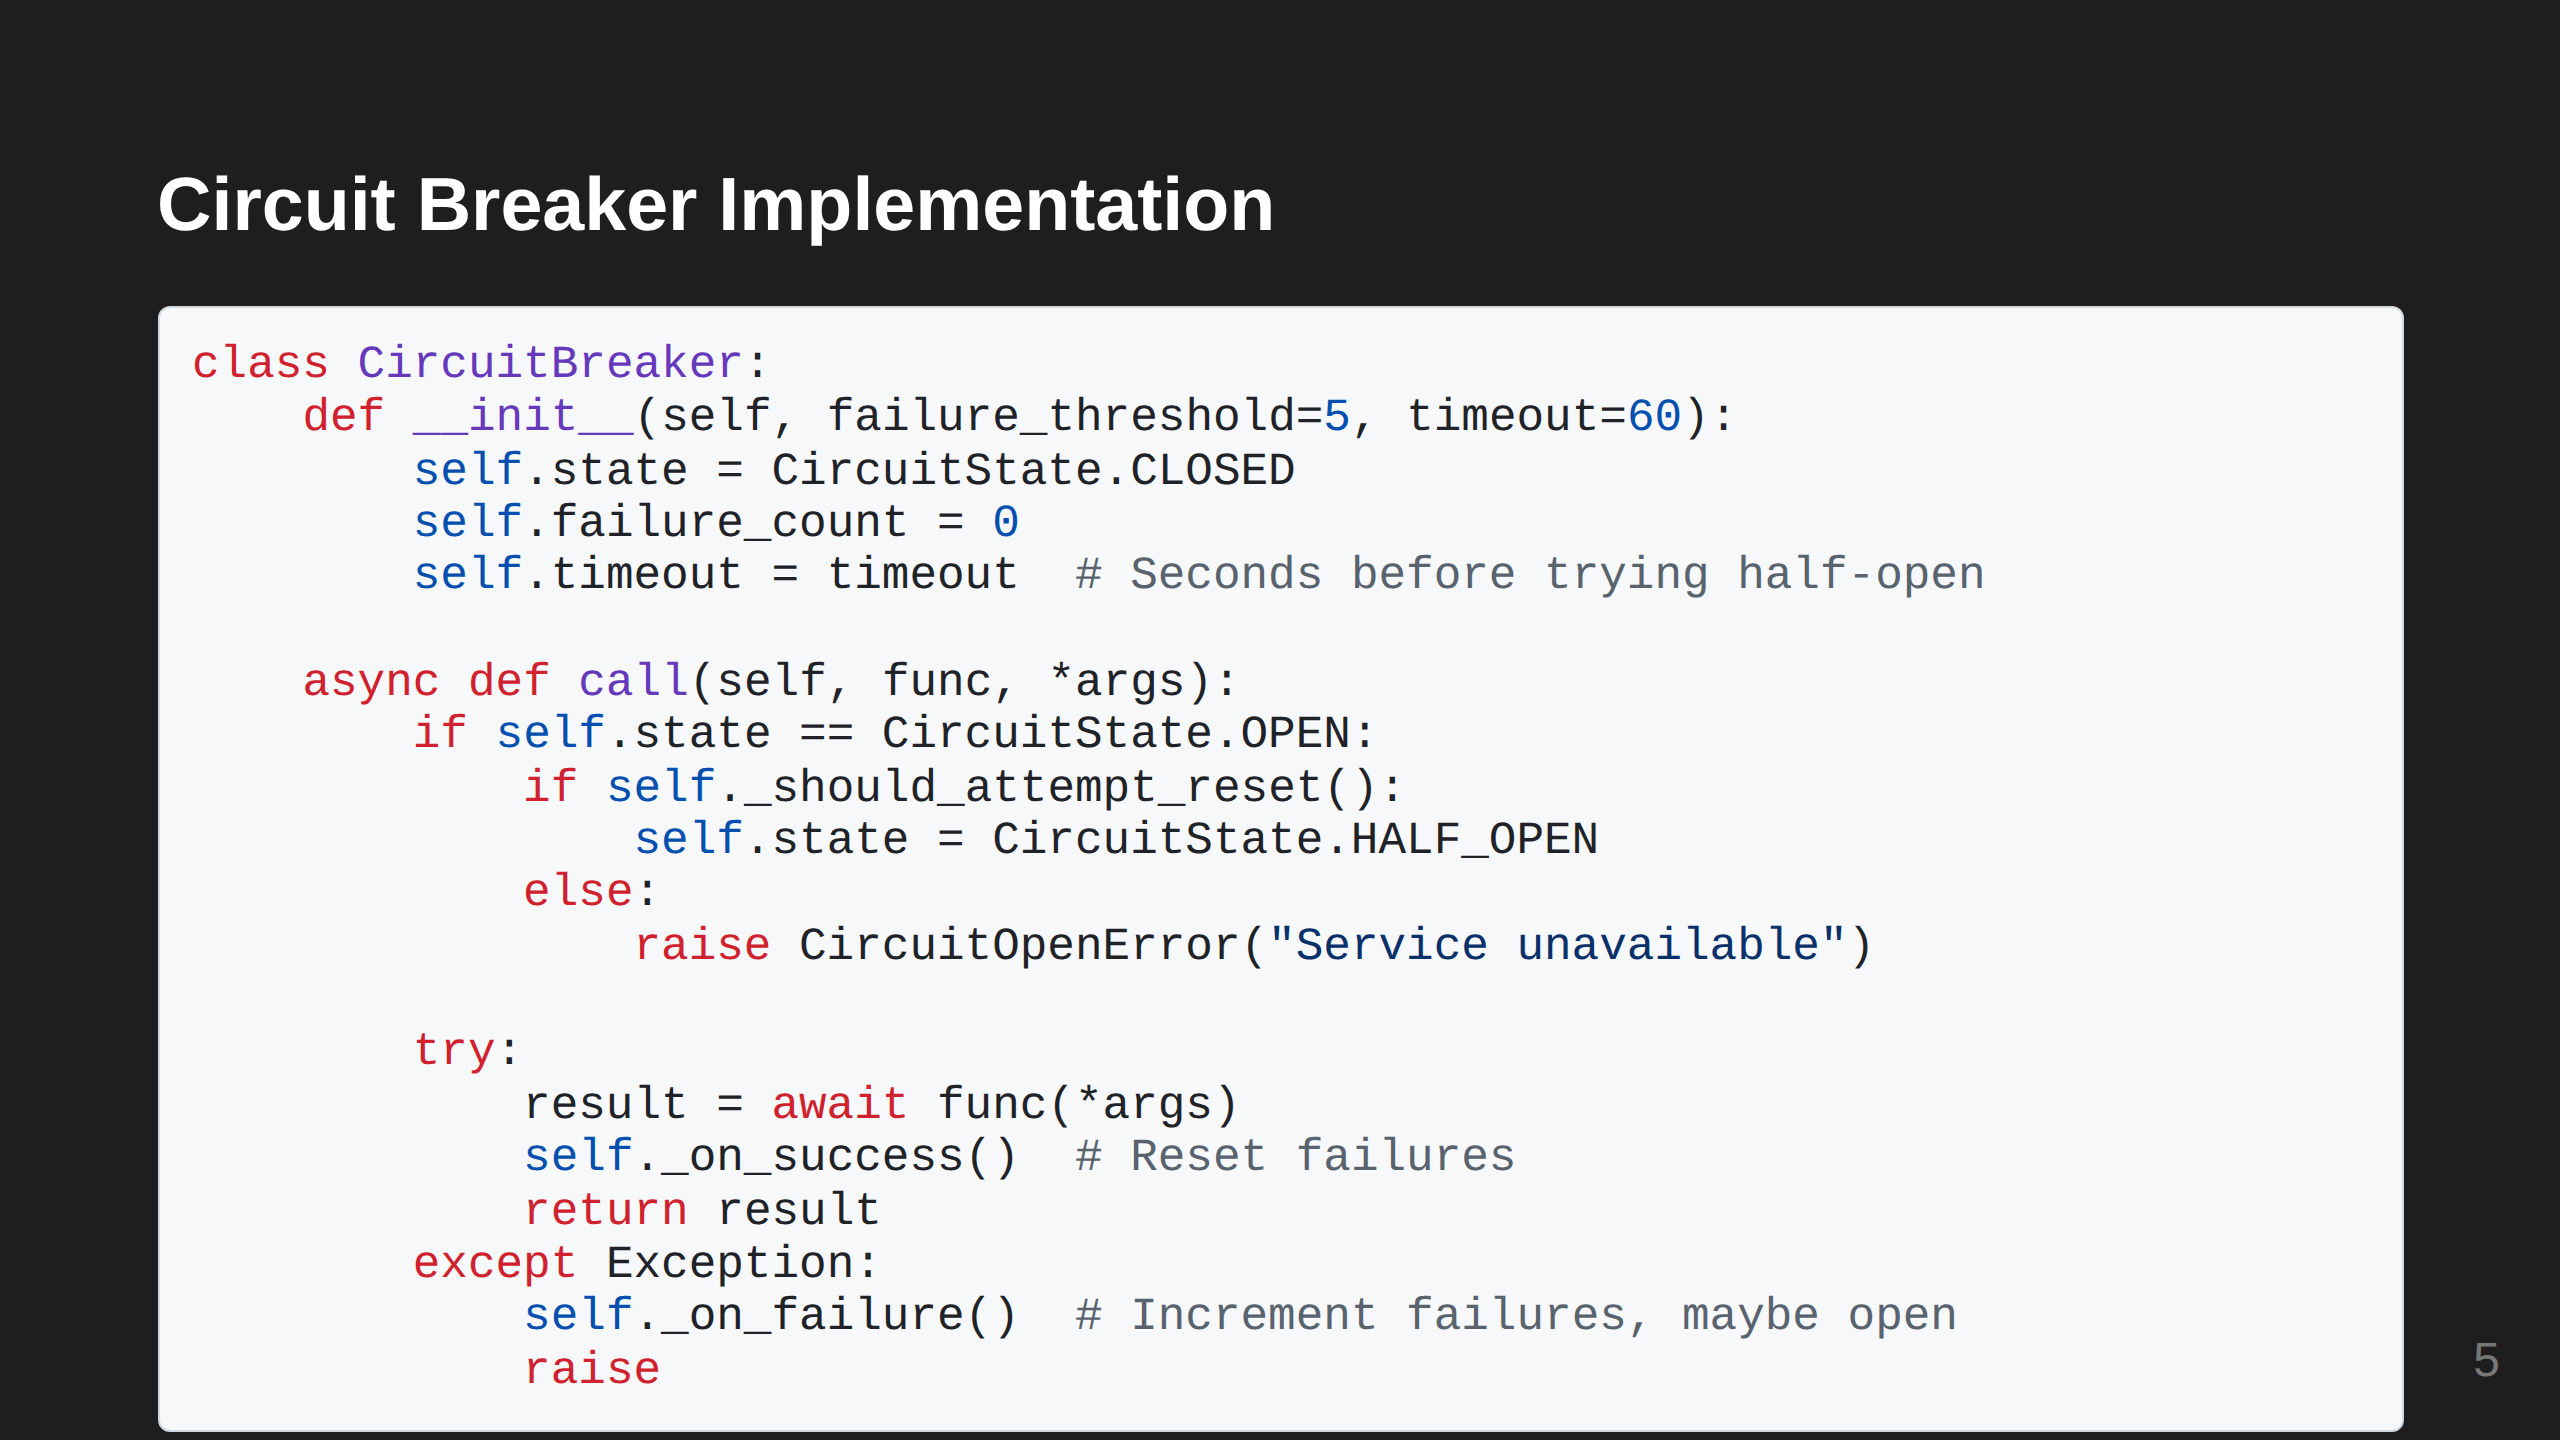 Circuit Breaker Implementation
class CircuitBreaker:
    def __init__(self, failure_threshold=5, timeout=60):
        self.state = CircuitState.CLOSED
        self.failure_count = 0
        self.timeout = timeout  # Seconds before trying half-open

    async def call(self, func, *args):
        if self.state == CircuitState.OPEN:
            if self._should_attempt_reset():
                self.state = CircuitState.HALF_OPEN
            else:
                raise CircuitOpenError("Service unavailable")

        try:
            result = await func(*args)
            self._on_success()  # Reset failures
            return result
        except Exception:
            self._on_failure()  # Increment failures, maybe open
            raise
5